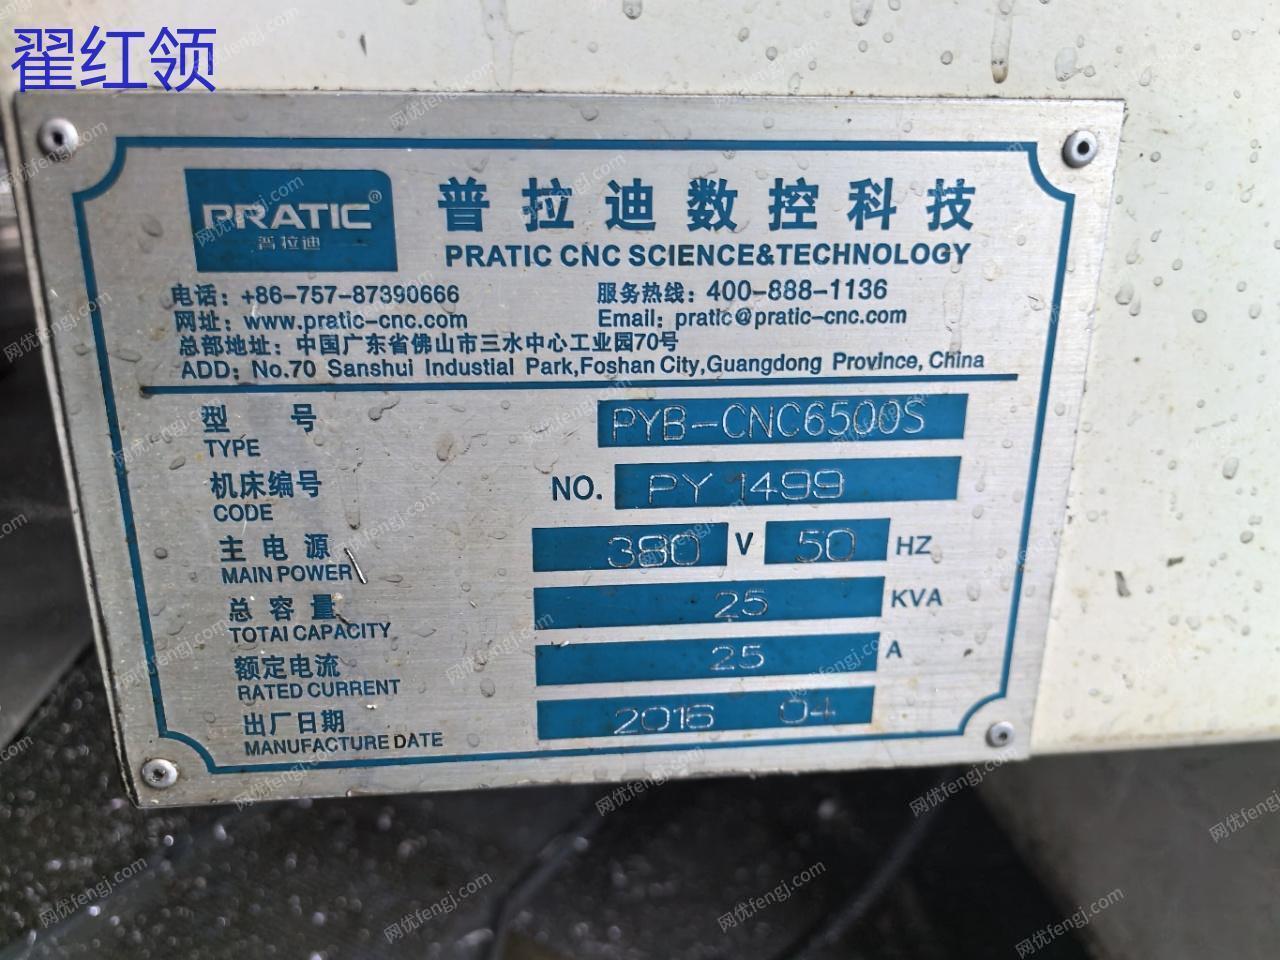 翟红领
PRATIC®
普拉迪
普拉迪数控科技
PRATIC CNC SCIENCE&TECHNOLOGY
电话：+86-757-87390666 服务热线：400-888-1136
网址：www.pratic-cnc.com Email：pratic@pratic-cnc.com
总部地址：中国广东省佛山市三水中心工业园70号
ADD：No.70 Sanshui Industial Park,Foshan City,Guangdong Province, China
型号 PYB-CNC6500S
TYPE
机床编号 NO. PY 1499
CODE
主电源 380 V 50 HZ
MAIN POWER
总容量 25 KVA
TOTAI CAPACITY
额定电流 25 A
RATED CURRENT
出厂日期 2016 04
MANUFACTURE DATE
网优fengj.com